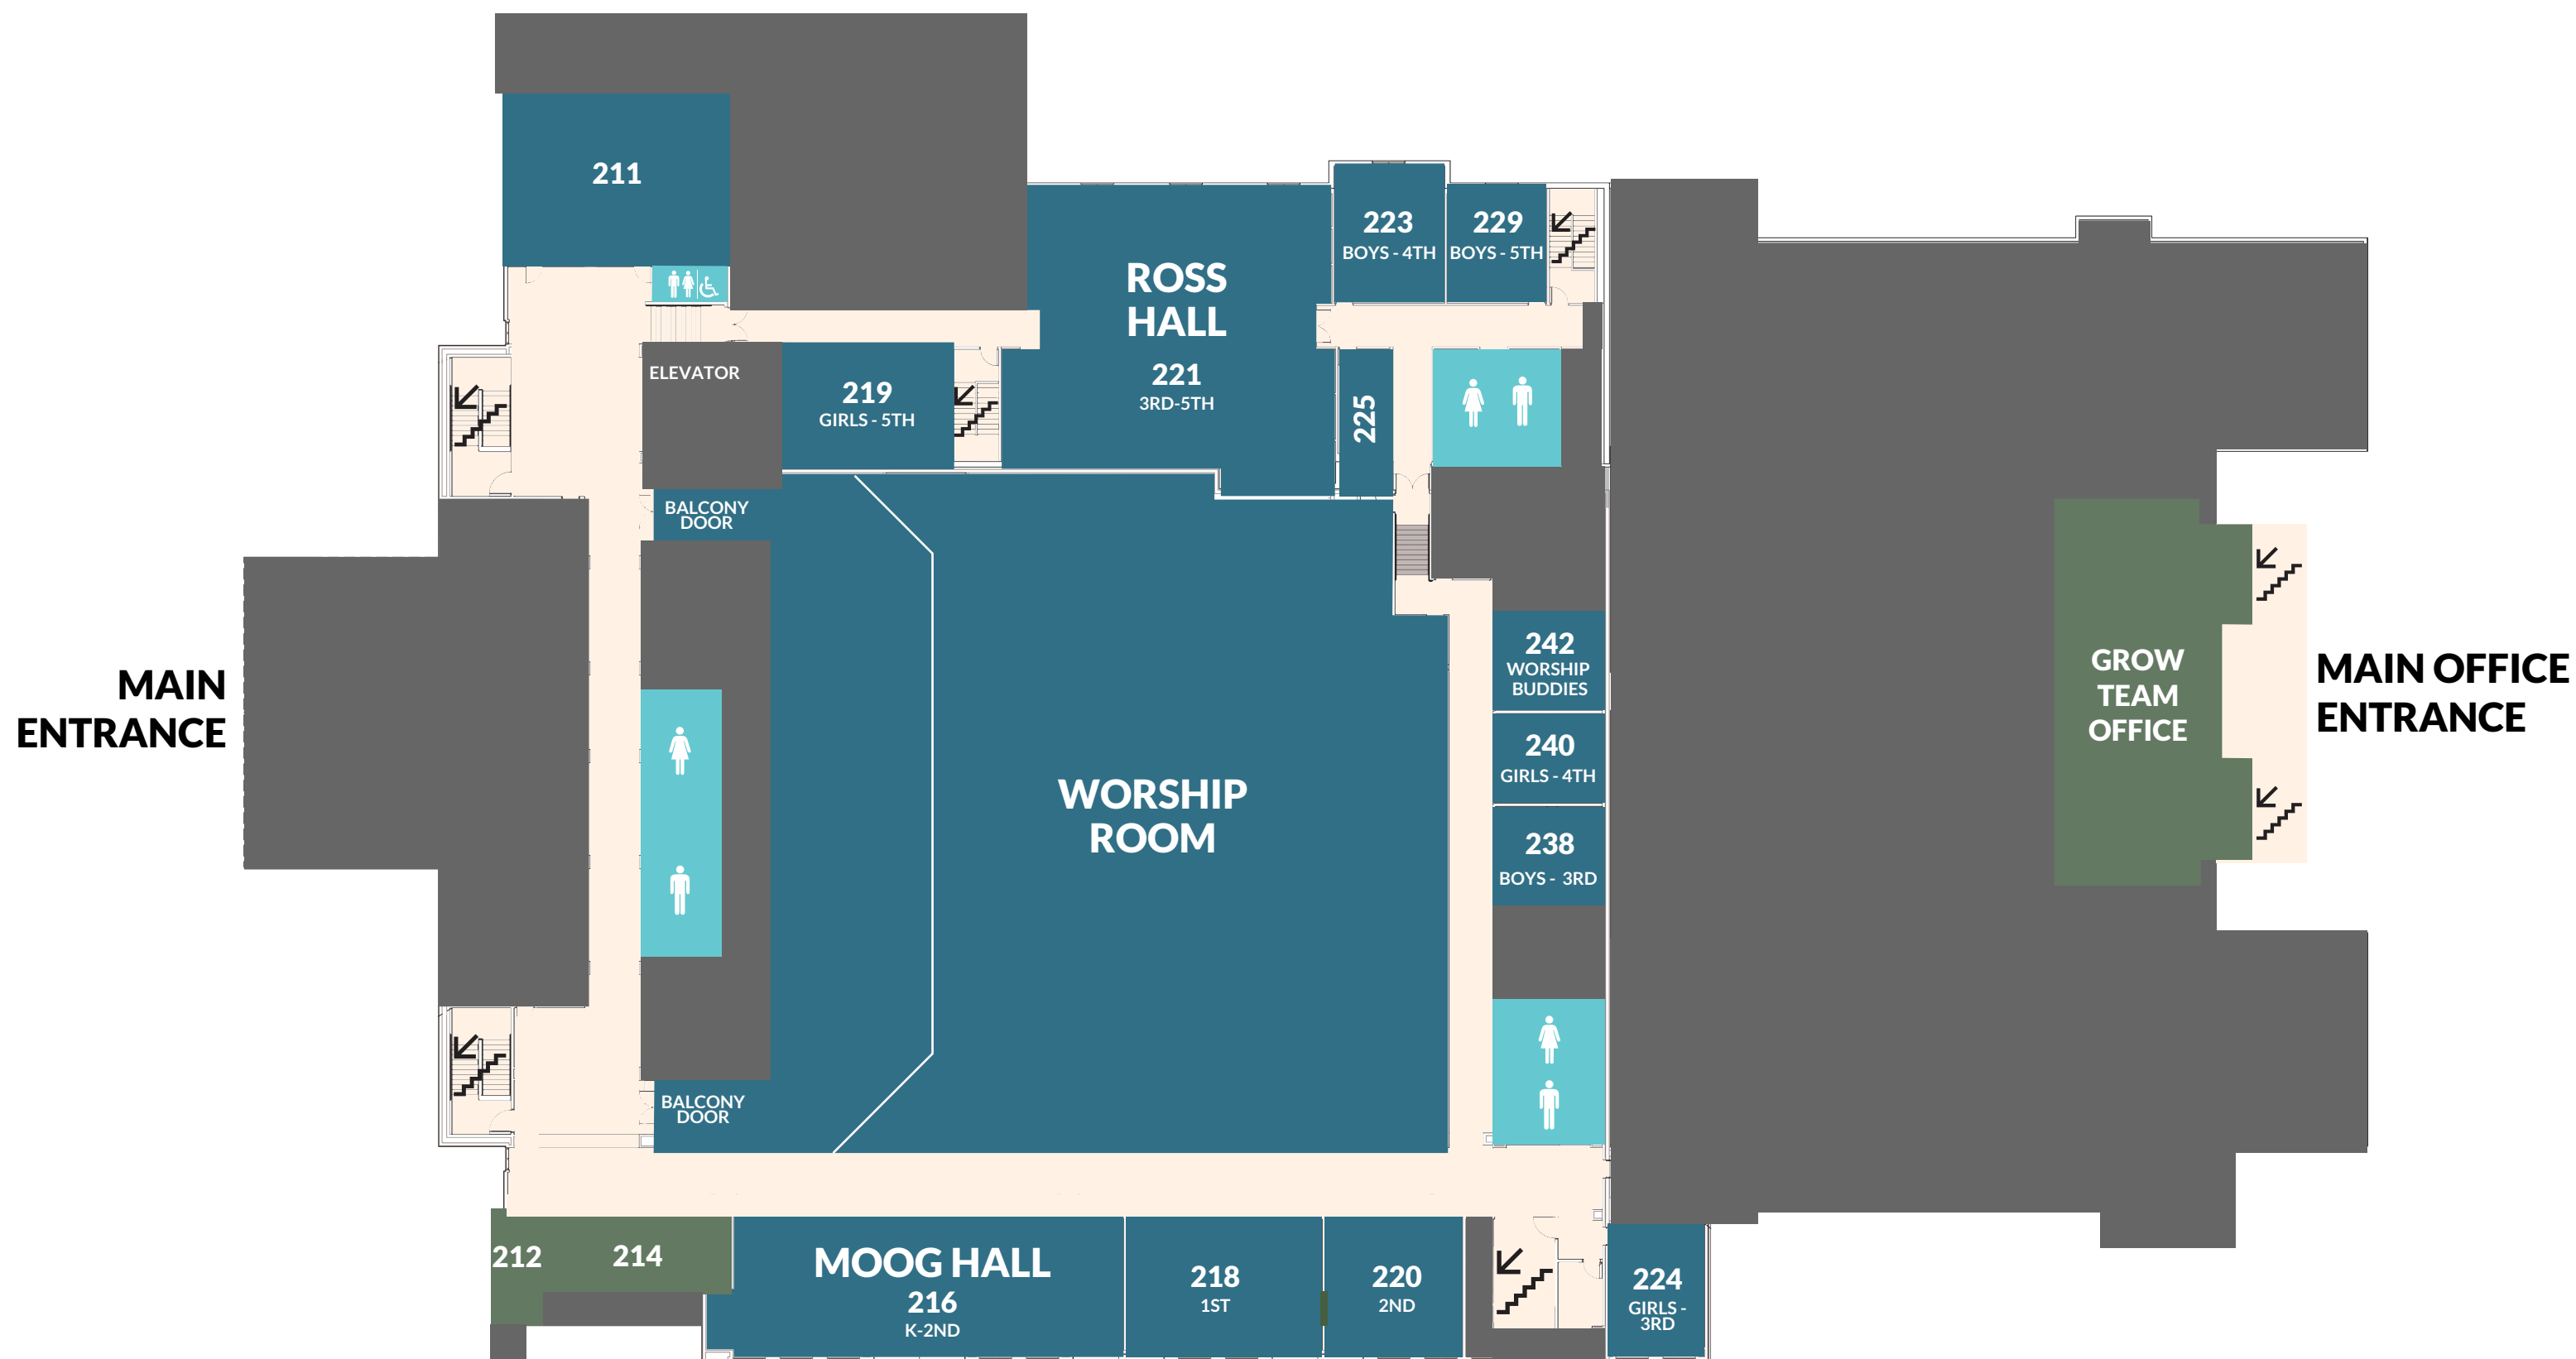 211
223
BOYS - 4TH
229
BOYS - 5TH
ROSS
HALL
221
3RD-5TH
ELEVATOR
219
GIRLS - 5TH
225
BALCONY
DOOR
MAIN
ENTRANCE
WORSHIP
ROOM
242
WORSHIP
BUDDIES
240
GIRLS - 4TH
238
BOYS - 3RD
GROW
TEAM
OFFICE
MAIN OFFICE
ENTRANCE
BALCONY
DOOR
212
214
MOOG HALL
216
K-2ND
218
1ST
220
2ND
224
GIRLS -
3RD